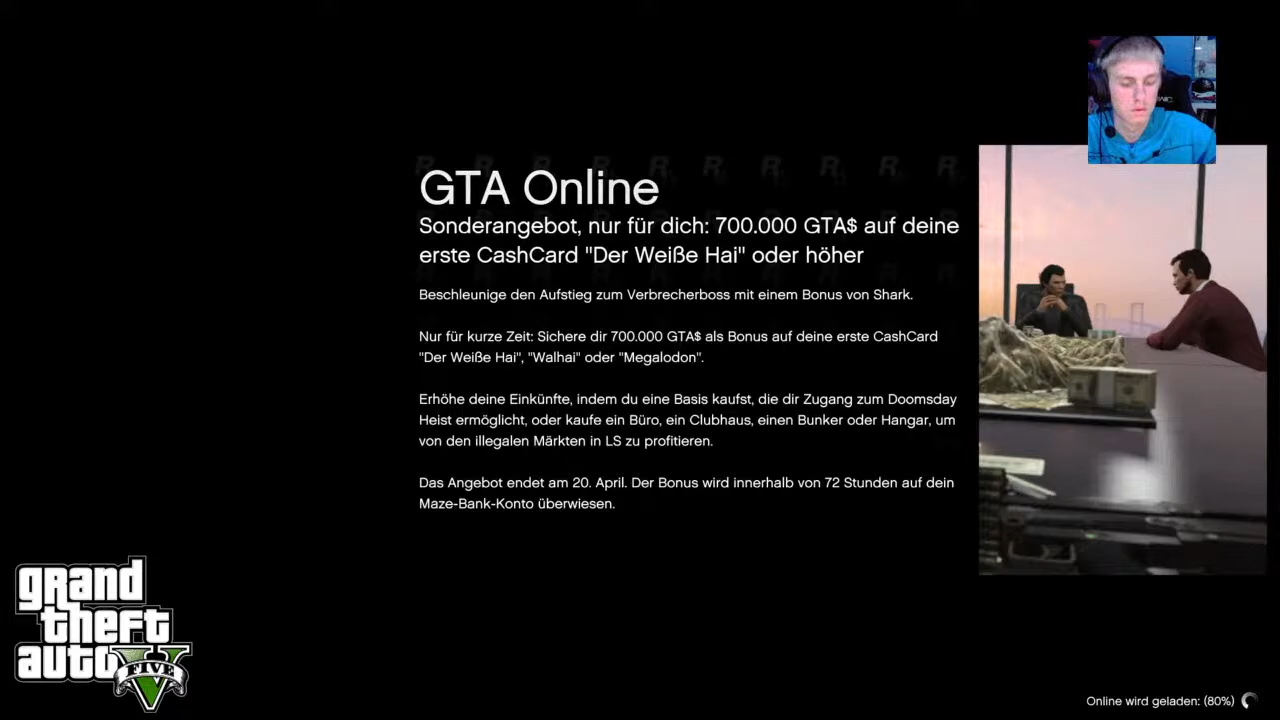 GTA Online
Sonderangebot, nur für dich: 700.000 GTA$ auf deine
erste CashCard "Der Weiße Hai" oder höher
Beschleunige den Aufstieg zum Verbrecherboss mit einem Bonus von Shark.
Nur für kurze Zeit: Sichere dir 700.000 GTA$ als Bonus auf deine erste CashCard
"Der Weiße Hai", "Walhai" oder "Megalodon".
Erhöhe deine Einkünfte, indem du eine Basis kaufst, die dir Zugang zum Doomsday
Heist ermöglicht, oder kaufe ein Büro, ein Clubhaus, einen Bunker oder Hangar, um
von den illegalen Märkten in LS zu profitieren.
Das Angebot endet am 20. April. Der Bonus wird innerhalb von 72 Stunden auf dein
Maze-Bank-Konto überwiesen.
grand
theft
auto V
FIVE
Online wird geladen: (80%)